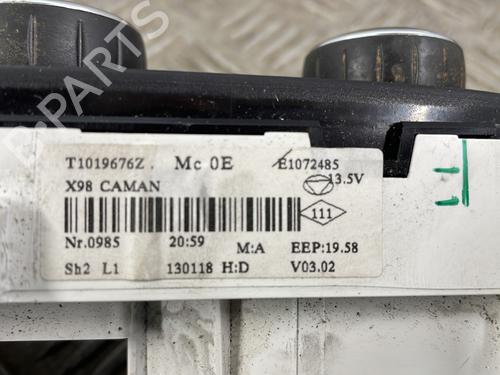 T1019676Z. Mc 0E E1072485
X98 CAMAN 13.5V
111
Nr.0985 20:59 M:A EEP:19.58
Sh2 L1 130118 H:D V03.02
B-PARTS